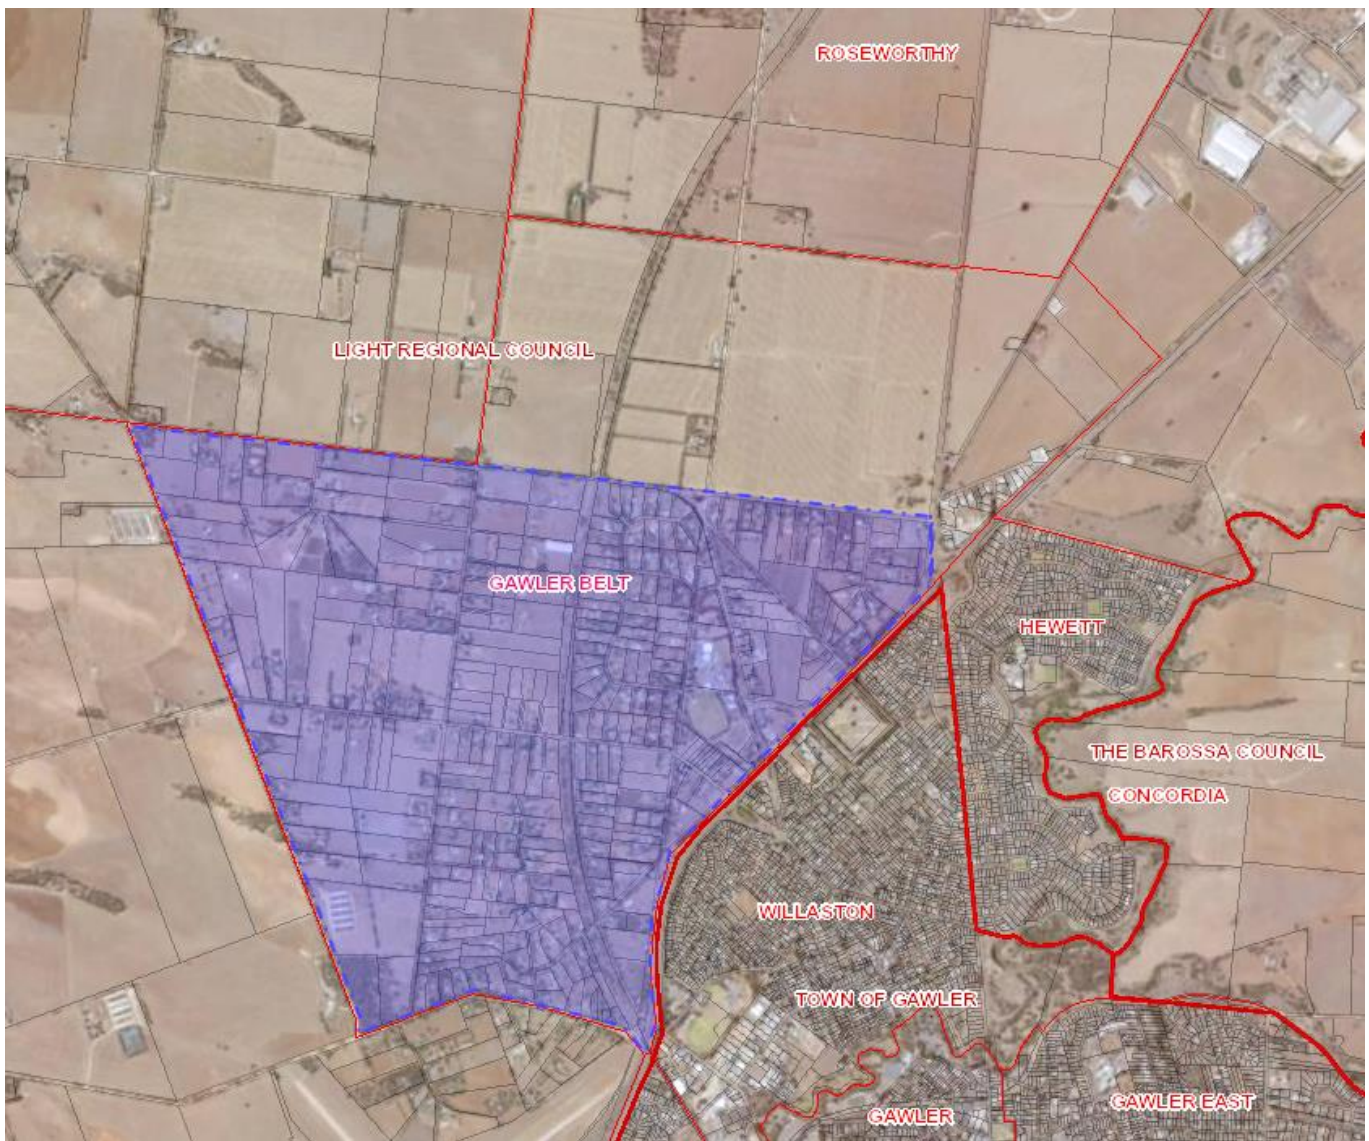 ROSEWORTHY
LIGHT REGIONAL COUNCIL
GAWLER BELT
HEWETT
THE BAROSSA COUNCIL
CONCORDIA
WILLASTON
TOWN OF GAWLER
GAWLER EAST
GAWLER